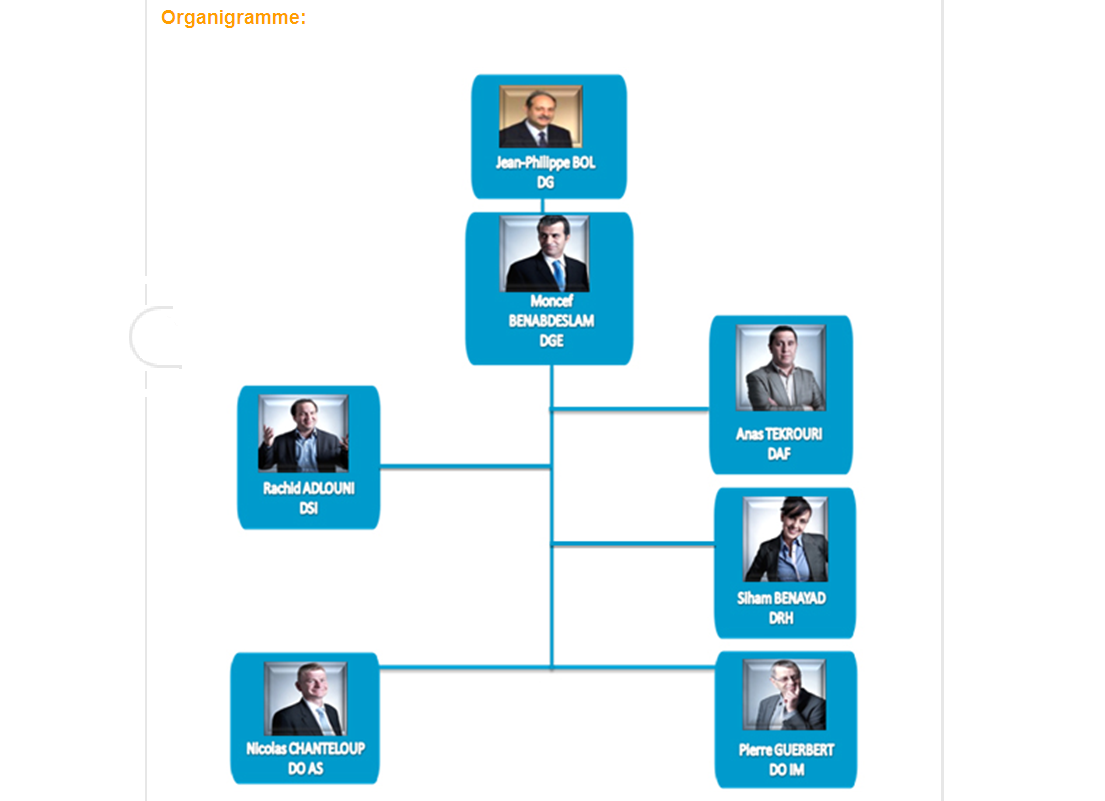 Organigramme:
Jean-Philippe BOL
DG
Moncef
BENABDESLAM
DGE
Anas TEKROURI
DAF
Rachid ADLOUNI
DSI
Siham BENAYAD
DRH
Nicolas CHANTELOUP
DO AS
Pierre GUERBERT
DO IM